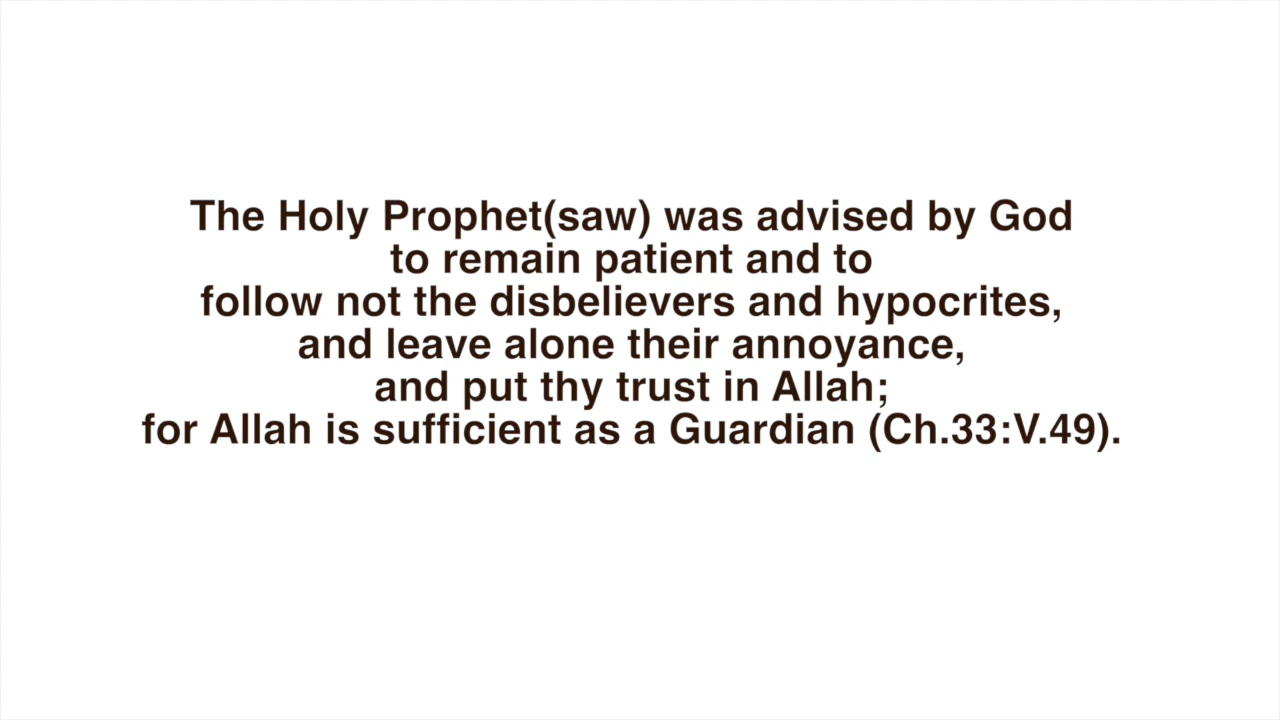 The Holy Prophet(saw) was advised by God
to remain patient and to
follow not the disbelievers and hypocrites,
and leave alone their annoyance,
and put thy trust in Allah;
for Allah is sufficient as a Guardian (Ch.33:V.49).